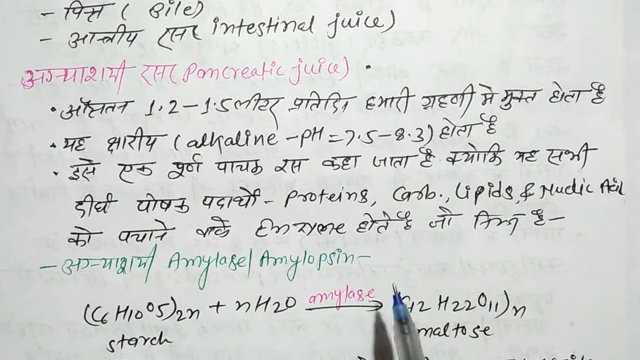 - पित्त ( Bile)
- आन्त्रीय रस( Intestinal juice)
अग्न्याशयी रस( Pancreatic juice) .
• औसतन 1.2-1.5 लीटर प्रतिदिन हमारी ग्रहणी में मुक्त होता है
• यह क्षारीय (alkaline - pH = 7.5-8.3) होता है
• इसे एक पूर्ण पाचक रस कहा जाता है क्योंकि यह सभी
दीर्घ पोषक पदार्थो - Proteins, Carb., Lipids, & Nucleic Acid
को पचाने वाले Enzyme होते है जो निम्न है -
- अग्न्याशयी Amylase/Amylopsin -
(C6H10O5)2n + nH2O amylase (C12H22O11)n
starch maltose